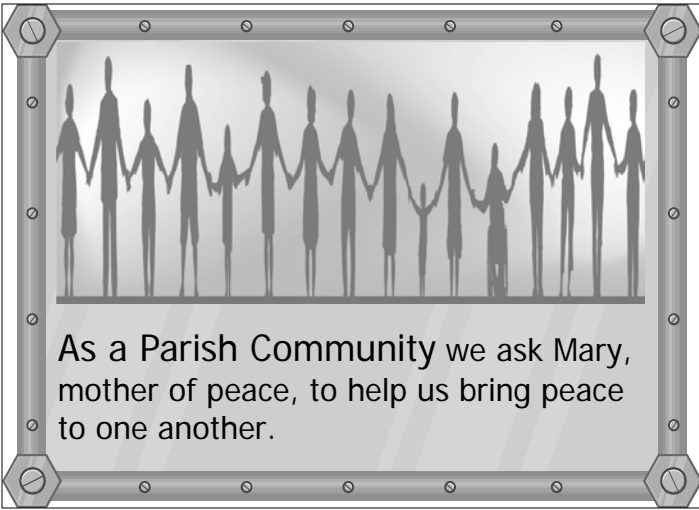 As a Parish Community we ask Mary,
mother of peace, to help us bring peace
to one another.